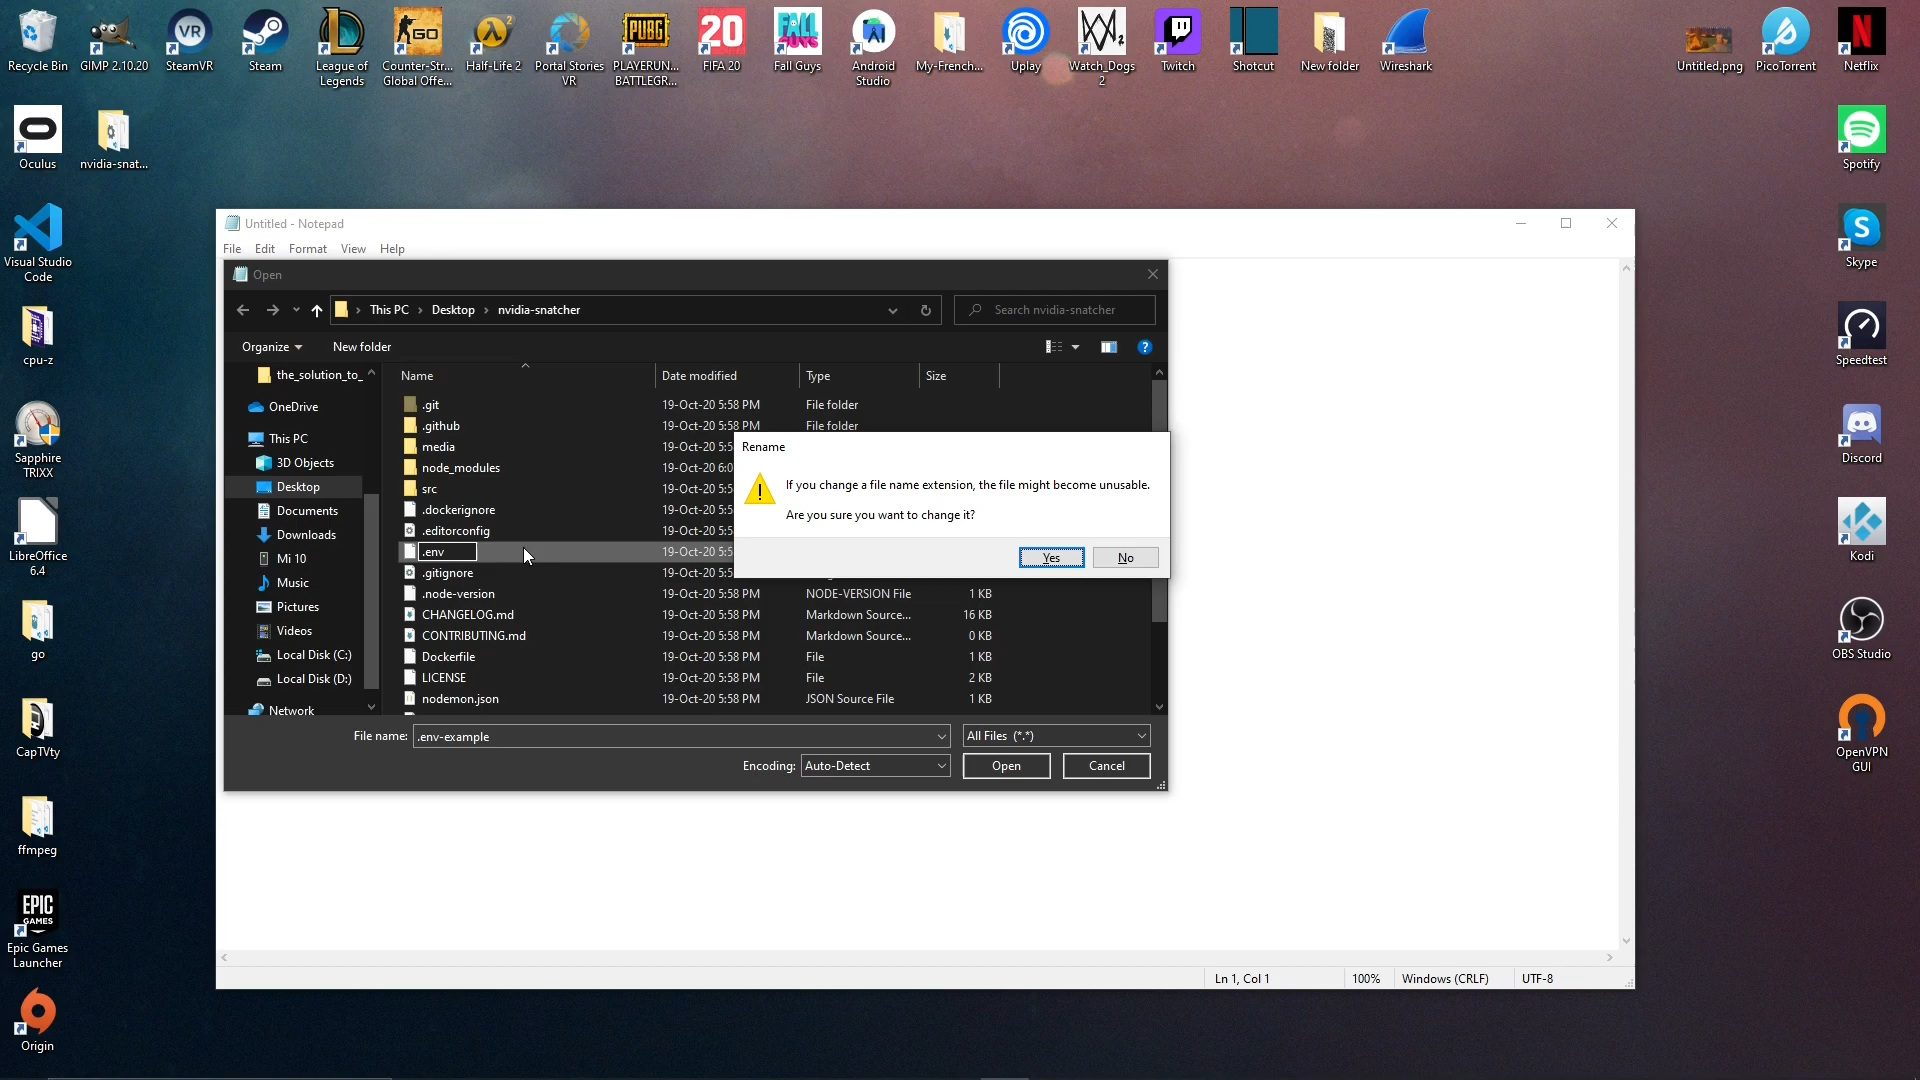 Recycle Bin
GIMP 2.10.20
SteamVR
Steam
League of
Legends
Counter-Str...
Global Offe...
Half-Life 2
Portal Stories
VR
PLAYERUN...
BATTLEGR...
FIFA 20
Fall Guys
Android
Studio
My-French...
Uplay
Watch_Dogs
2
Twitch
Shotcut
New folder
Wireshark
Untitled.png
PicoTorrent
Netflix
Oculus
nvidia-snat...
Spotify
Visual Studio
Code
Skype
cpu-z
Speedtest
Sapphire
TRIXX
Discord
LibreOffice
6.4
Kodi
go
OBS Studio
CapTVty
OpenVPN
GUI
ffmpeg
EPIC
GAMES
Epic Games
Launcher
Origin
Untitled - Notepad
File Edit Format View Help
Open
This PC > Desktop > nvidia-snatcher
Search nvidia-snatcher
Organize
New folder
the_solution_to_
OneDrive
This PC
3D Objects
Desktop
Documents
Downloads
Mi 10
Music
Pictures
Videos
Local Disk (C:)
Local Disk (D:)
Network
Name Date modified Type Size
.git 19-Oct-20 5:58 PM File folder
.github 19-Oct-20 5:58 PM File folder
media 19-Oct-20 5:5
node_modules 19-Oct-20 6:0
src 19-Oct-20 5:5
.dockerignore 19-Oct-20 5:5
.editorconfig 19-Oct-20 5:5
.env 19-Oct-20 5:5
.gitignore 19-Oct-20 5:5
.node-version 19-Oct-20 5:58 PM NODE-VERSION File 1 KB
CHANGELOG.md 19-Oct-20 5:58 PM Markdown Source... 16 KB
CONTRIBUTING.md 19-Oct-20 5:58 PM Markdown Source... 0 KB
Dockerfile 19-Oct-20 5:58 PM File 1 KB
LICENSE 19-Oct-20 5:58 PM File 2 KB
nodemon.json 19-Oct-20 5:58 PM JSON Source File 1 KB
Rename
If you change a file name extension, the file might become unusable.
Are you sure you want to change it?
Yes No
File name: .env-example
All Files (*.*)
Encoding: Auto-Detect
Open Cancel
Ln 1, Col 1 100% Windows (CRLF) UTF-8